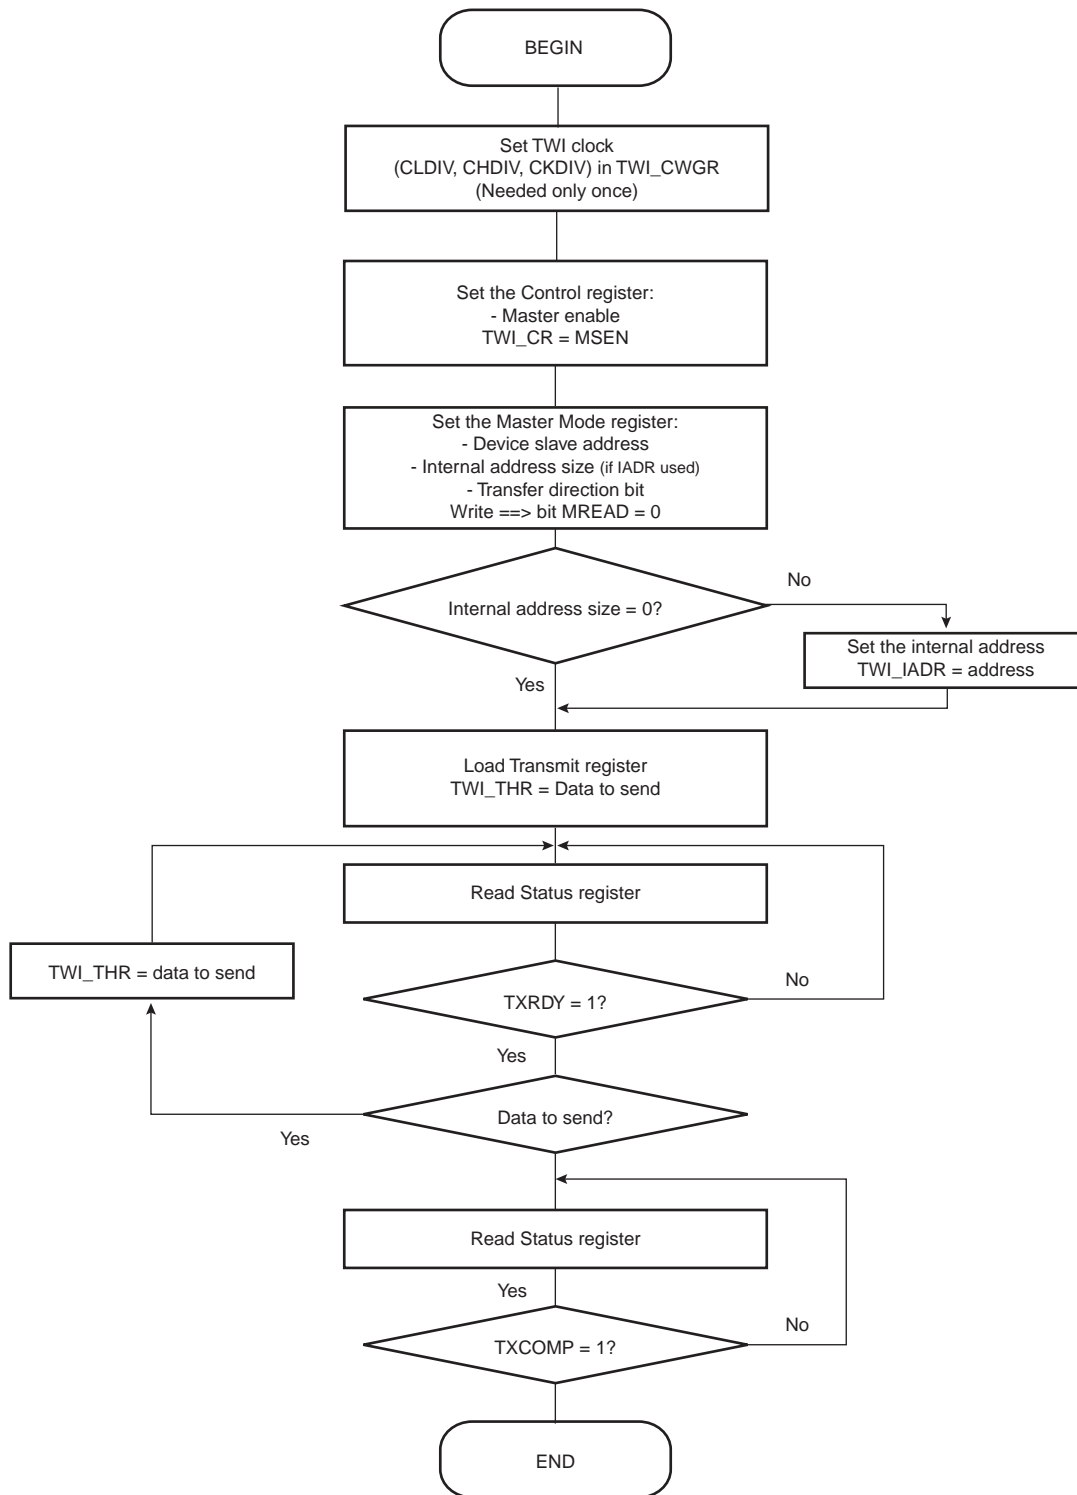 BEGIN
Set TWI clock
(CLDIV, CHDIV, CKDIV) in TWI_CWGR
(Needed only once)
Set the Control register:
- Master enable
TWI_CR = MSEN
Set the Master Mode register:
- Device slave address
- Internal address size (if IADR used)
- Transfer direction bit
Write ==> bit MREAD = 0
No
Internal address size = 0?
Set the internal address
TWI_IADR = address
Yes
Load Transmit register
TWI_THR = Data to send
Read Status register
TWI_THR = data to send
No
TXRDY = 1?
Yes
Data to send?
Yes
Read Status register
Yes
No
TXCOMP = 1?
END